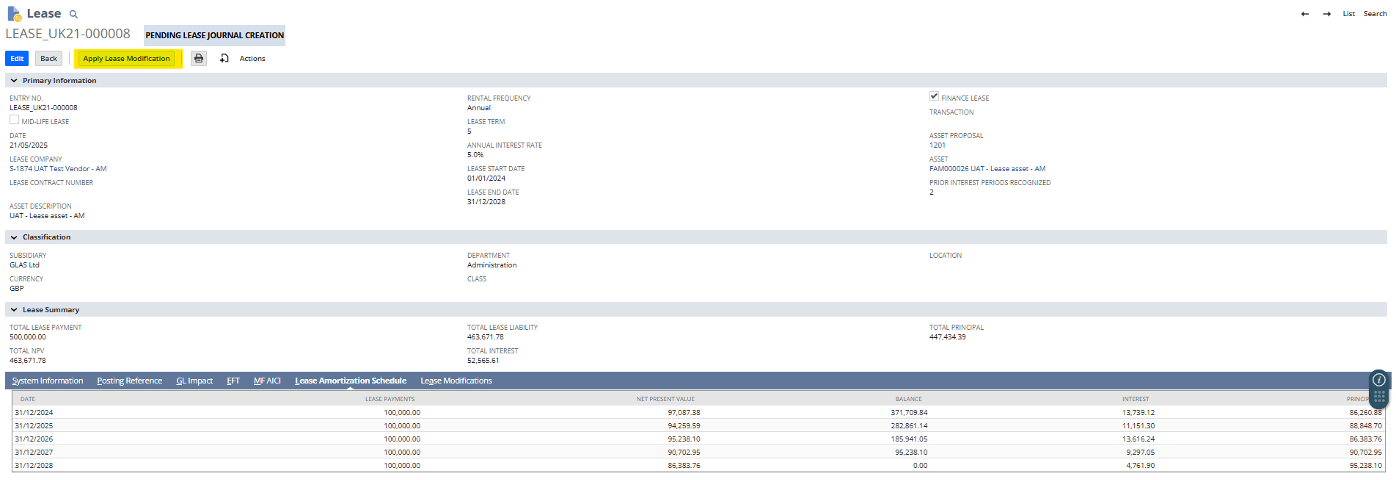 Lease
List Search
LEASE_UK21-000008 PENDING LEASE JOURNAL CREATION
Edit Back Apply Lease Modification Actions
Primary Information
ENTRY NO.
LEASE_UK21-000008
MID-LIFE LEASE
DATE
21/05/2025
LEASE COMPANY
S-1874 UAT Test Vendor - AM
LEASE CONTRACT NUMBER
ASSET DESCRIPTION
UAT - Lease asset - AM
RENTAL FREQUENCY
Annual
LEASE TERM
5
ANNUAL INTEREST RATE
5.0%
LEASE START DATE
01/01/2024
LEASE END DATE
31/12/2028
FINANCE LEASE
TRANSACTION
ASSET PROPOSAL
1201
ASSET
FAM000026 UAT - Lease asset - AM
PRIOR INTEREST PERIODS RECOGNIZED
2
Classification
SUBSIDIARY
GLAS Ltd
CURRENCY
GBP
DEPARTMENT
Administration
CLASS
LOCATION
Lease Summary
TOTAL LEASE PAYMENT
500,000.00
TOTAL NPV
463,671.78
TOTAL LEASE LIABILITY
463,671.78
TOTAL INTEREST
52,565.61
TOTAL PRINCIPAL
447,434.39
System Information Posting Reference GL Impact EFT MF AICI Lease Amortization Schedule Lease Modifications
DATE LEASE PAYMENTS NET PRESENT VALUE BALANCE INTEREST PRINCIP
31/12/2024 100,000.00 97,087.38 371,709.84 13,739.12 86,260.88
31/12/2025 100,000.00 94,259.59 282,861.14 11,151.30 88,848.70
31/12/2026 100,000.00 95,238.10 185,941.05 13,616.24 86,383.76
31/12/2027 100,000.00 90,702.95 95,238.10 9,297.05 90,702.95
31/12/2028 100,000.00 86,383.76 0.00 4,761.90 95,238.10